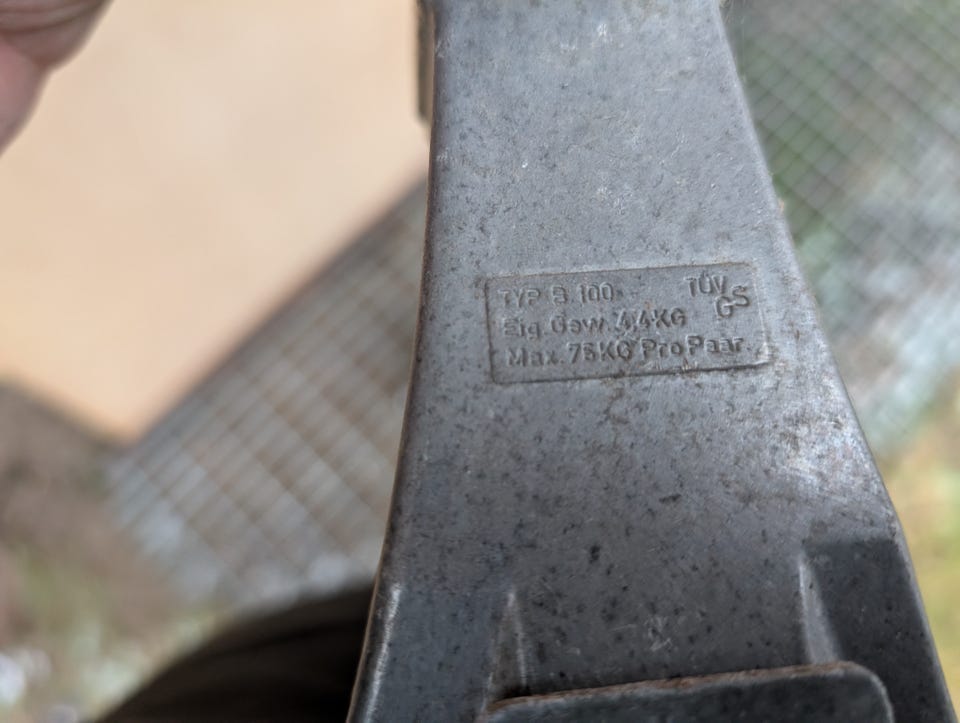 TYP B 100 TÜV GS
Eig. Gew. 4,4KG
Max. 75KG Pro Paar